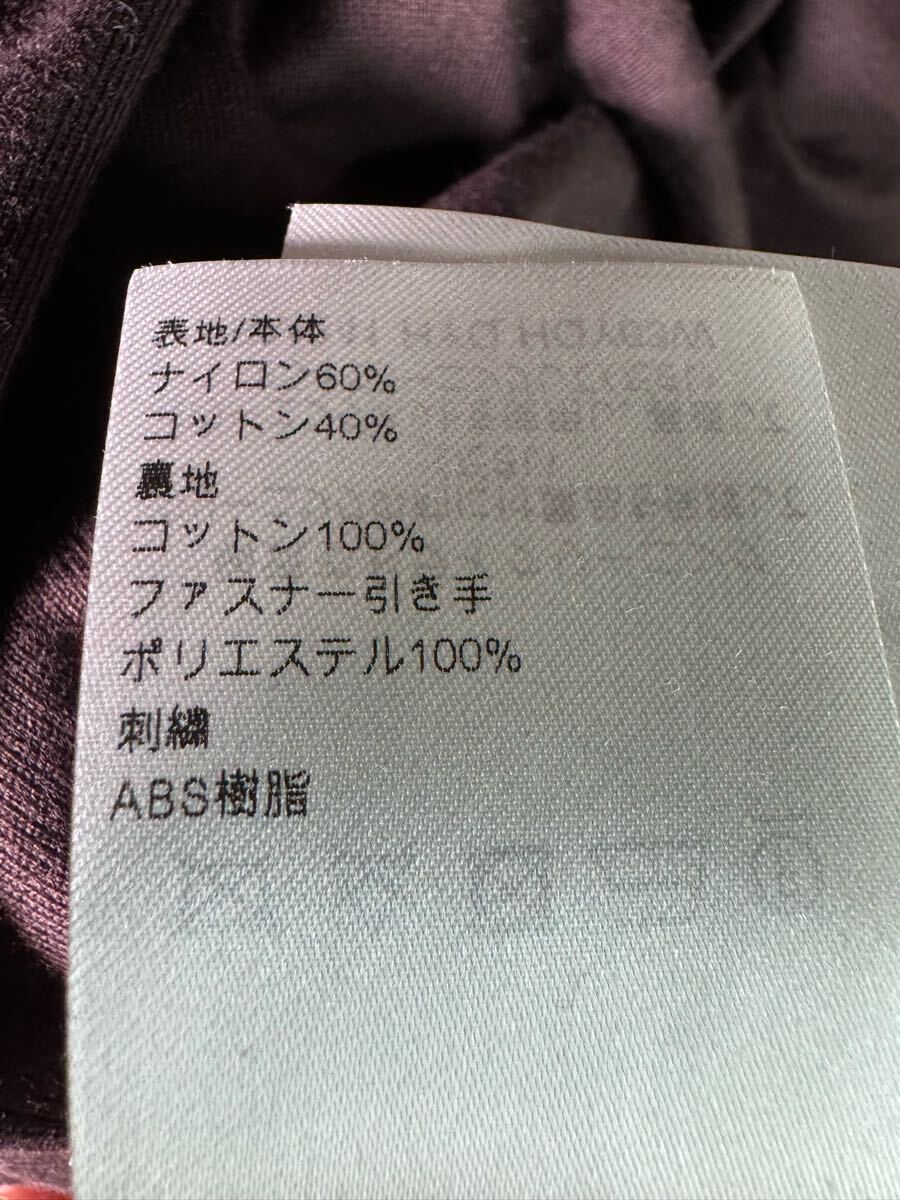 表地/本体
ナイロン60%
コットン40%
裏地
コットン100%
ファスナー引き手
ポリエステル100%
刺繍
ABS樹脂